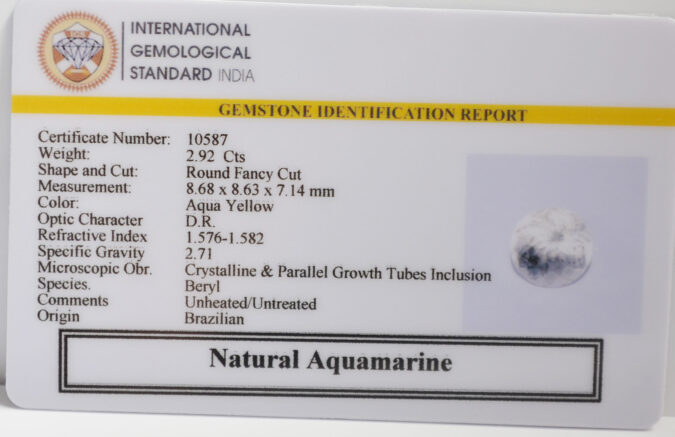 IGS
INTERNATIONAL
GEMOLOGICAL
STANDARD INDIA
GEMSTONE IDENTIFICATION REPORT
Certificate Number: 10587
Weight: 2.92 Cts
Shape and Cut: Round Fancy Cut
Measurement: 8.68 x 8.63 x 7.14 mm
Color: Aqua Yellow
Optic Character D.R.
Refractive Index 1.576-1.582
Specific Gravity 2.71
Microscopic Obr. Crystalline & Parallel Growth Tubes Inclusion
Species. Beryl
Comments Unheated/Untreated
Origin Brazilian
Natural Aquamarine